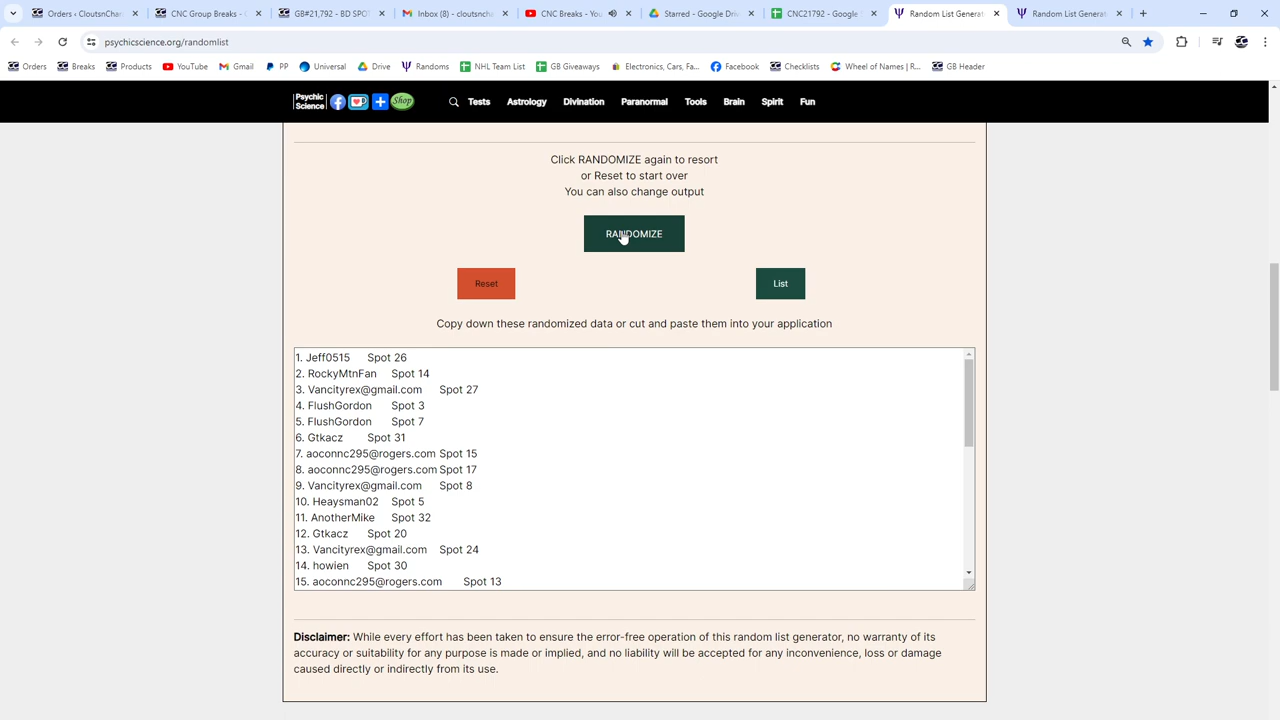 Orders ‹ CloutsnChan
CNC Group Breaks - E
GB#21,792 - BD SPOT
Inbox (8) - cloutsnch
CNC Breaks - You
Starred - Google Driv
CNC21792 - Google S
Random List Generat
Random List Generato
psychicscience.org/randomlist
Orders
Breaks
Products
YouTube
Gmail
PP
Universal
Drive
Randoms
NHL Team List
GB Giveaways
Electronics, Cars, Fa...
Facebook
Checklists
Wheel of Names | R...
GB Header
Psychic
Science
Shop
Tests
Astrology
Divination
Paranormal
Tools
Brain
Spirit
Fun
Click RANDOMIZE again to resort
or Reset to start over
You can also change output
RANDOMIZE
Reset
List
Copy down these randomized data or cut and paste them into your application
1. Jeff0515 Spot 26
2. RockyMtnFan Spot 14
3. Vancityrex@gmail.com Spot 27
4. FlushGordon Spot 3
5. FlushGordon Spot 7
6. Gtkacz Spot 31
7. aoconnc295@rogers.com Spot 15
8. aoconnc295@rogers.com Spot 17
9. Vancityrex@gmail.com Spot 8
10. Heaysman02 Spot 5
11. AnotherMike Spot 32
12. Gtkacz Spot 20
13. Vancityrex@gmail.com Spot 24
14. howien Spot 30
15. aoconnc295@rogers.com Spot 13
Disclaimer: While every effort has been taken to ensure the error-free operation of this random list generator, no warranty of its
accuracy or suitability for any purpose is made or implied, and no liability will be accepted for any inconvenience, loss or damage
caused directly or indirectly from its use.